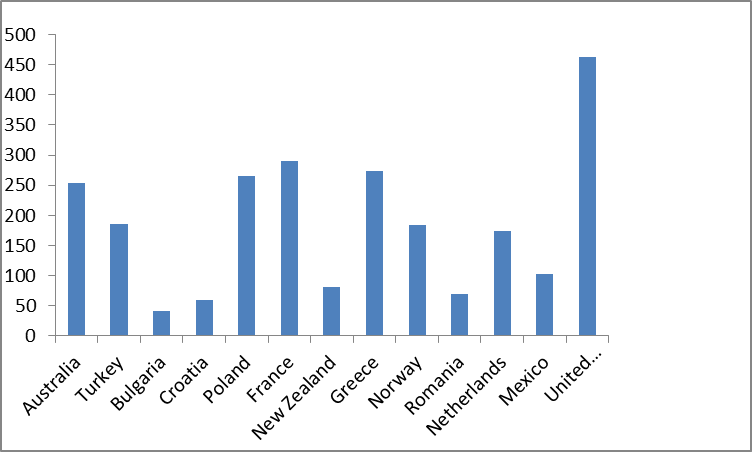 500
450
400
350
300
250
200
150
100
50
0
Australia
Turkey
Bulgaria
Croatia
Poland
France
New Zealand
Greece
Norway
Romania
Netherlands
Mexico
United...